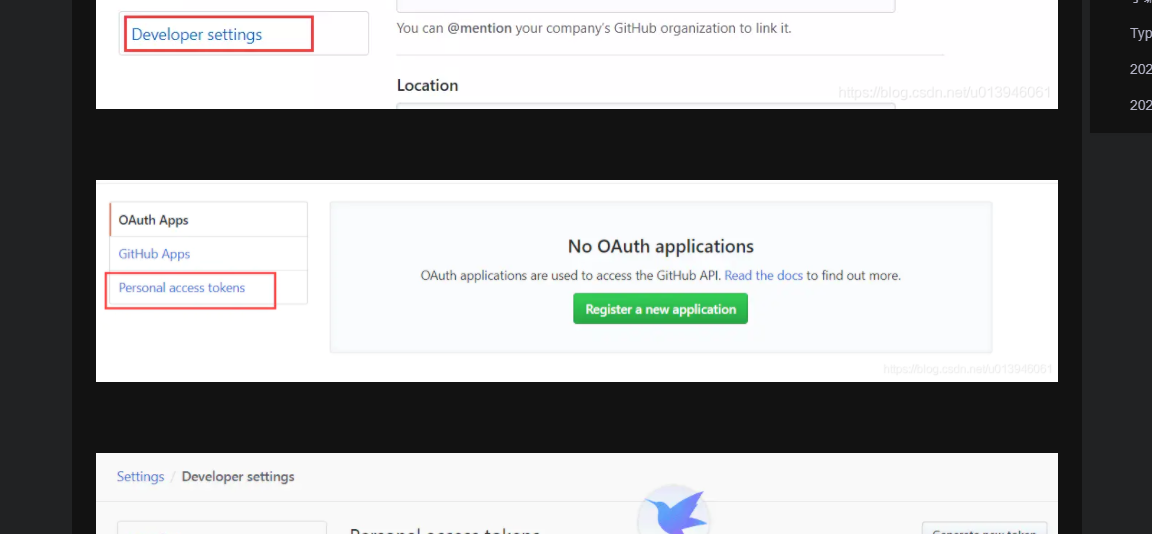 Developer settings
You can @mention your company's GitHub organization to link it.
Location
https://blog.csdn.net/u013946061
Typ
202
202
OAuth Apps
GitHub Apps
Personal access tokens
No OAuth applications
OAuth applications are used to access the GitHub API. Read the docs to find out more.
Register a new application
https://blog.csdn.net/u013946061
Settings / Developer settings
Personal access tokens
Generate new token